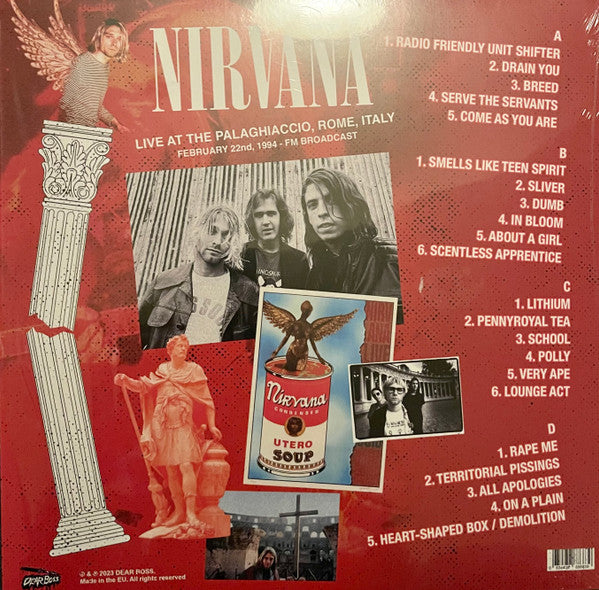 NIRVANA
LIVE AT THE PALAGHIACCIO, ROME, ITALY
FEBRUARY 22nd, 1994 - FM BROADCAST
A
1. RADIO FRIENDLY UNIT SHIFTER
2. DRAIN YOU
3. BREED
4. SERVE THE SERVANTS
5. COME AS YOU ARE
B
1. SMELLS LIKE TEEN SPIRIT
2. SLIVER
3. DUMB
4. IN BLOOM
5. ABOUT A GIRL
6. SCENTLESS APPRENTICE
C
1. LITHIUM
2. PENNYROYAL TEA
3. SCHOOL
4. POLLY
5. VERY APE
6. LOUNGE ACT
D
1. RAPE ME
2. TERRITORIAL PISSINGS
3. ALL APOLOGIES
4. ON A PLAIN
5. HEART-SHAPED BOX / DEMOLITION
Nirvana
CONDENSED
UTERO
SOUP
DEAR BOSS
© & ℗ 2023 DEAR BOSS.
Made in the EU. All rights reserved